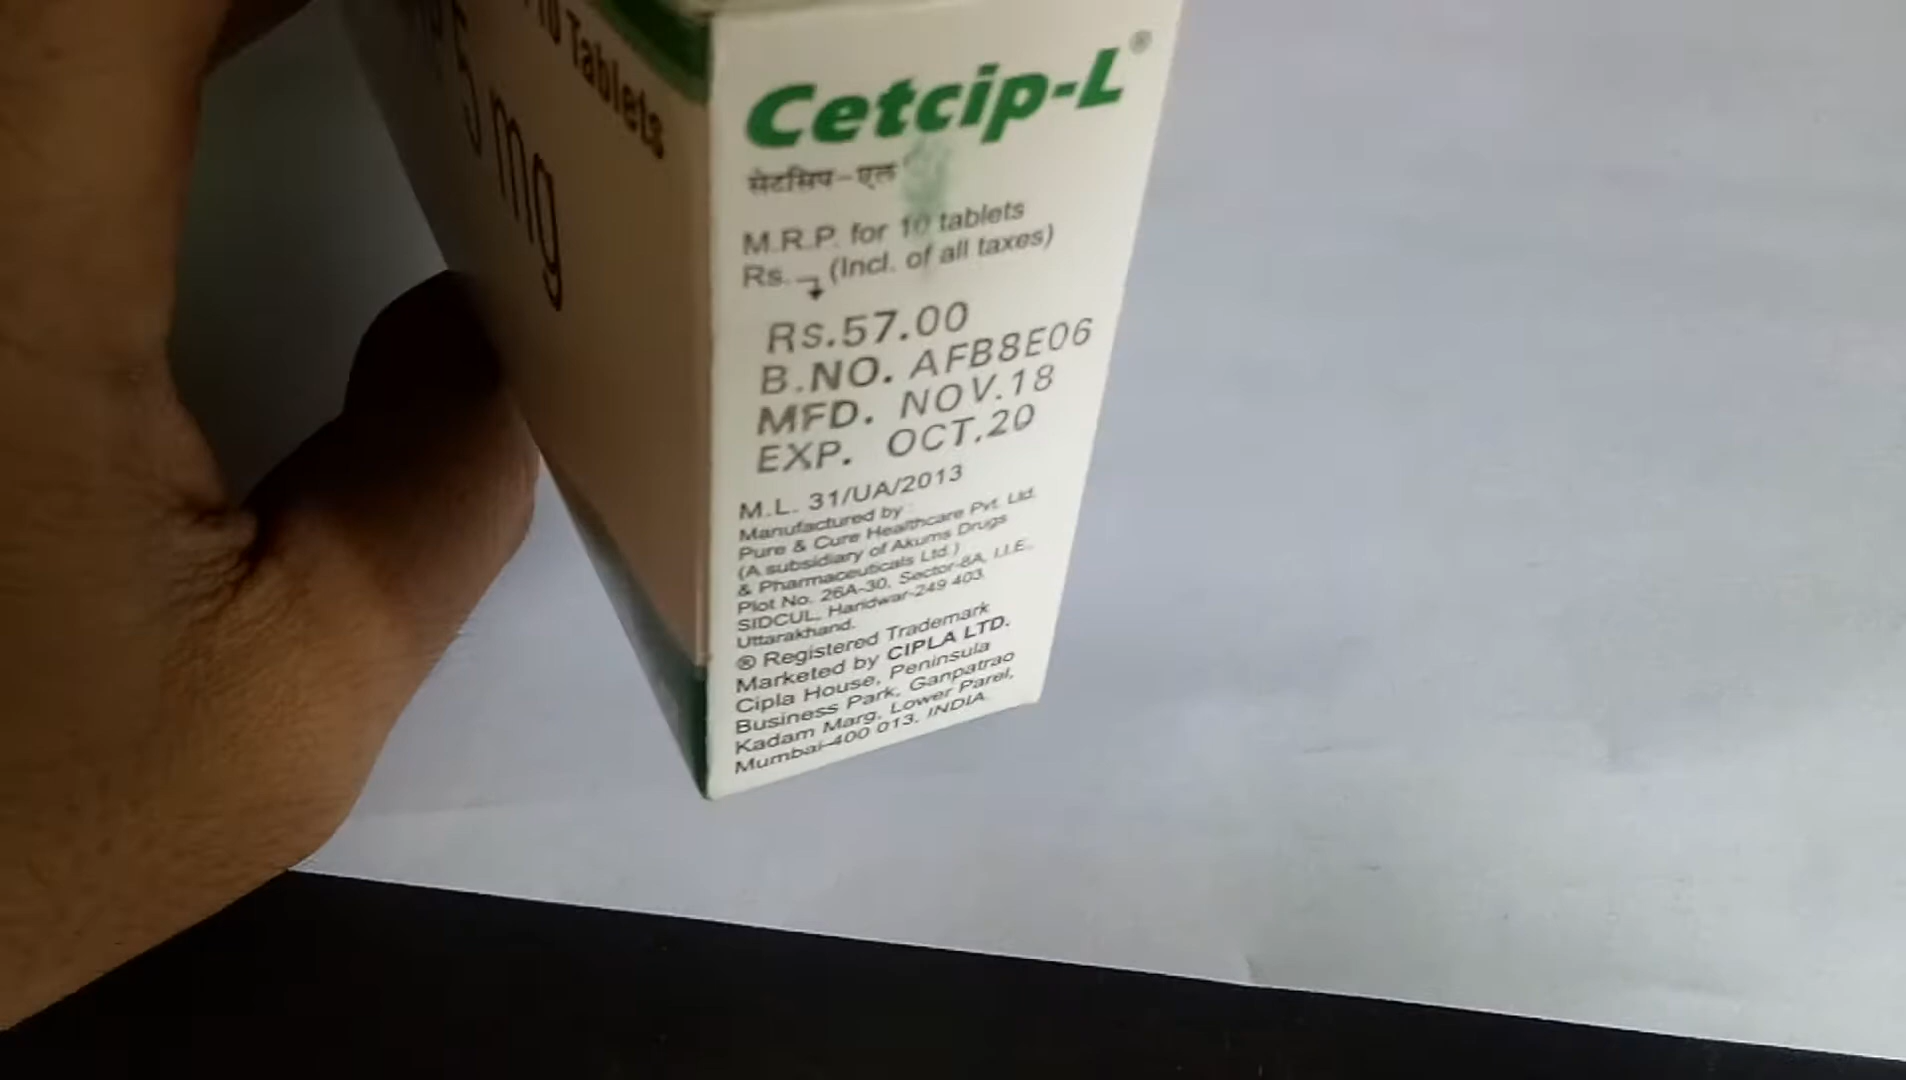 10 Tablets
5 mg
Cetcip-L®
सेटसिप-एल
M.R.P. for 10 tablets
Rs. (Incl. of all taxes)
Rs.57.00
B.NO. AFB8E06
MFD. NOV.18
EXP. OCT.20
M.L. 31/UA/2013
Manufactured by :
Pure & Cure Healthcare Pvt. Ltd.
(A subsidiary of Akums Drugs
& Pharmaceuticals Ltd.)
Plot No. 26A-30, Sector-8A, I.I.E.,
SIDCUL, Haridwar-249 403,
Uttarakhand.
® Registered Trademark
Marketed by CIPLA LTD.
Cipla House, Peninsula
Business Park, Ganpatrao
Kadam Marg, Lower Parel,
Mumbai-400 013. INDIA